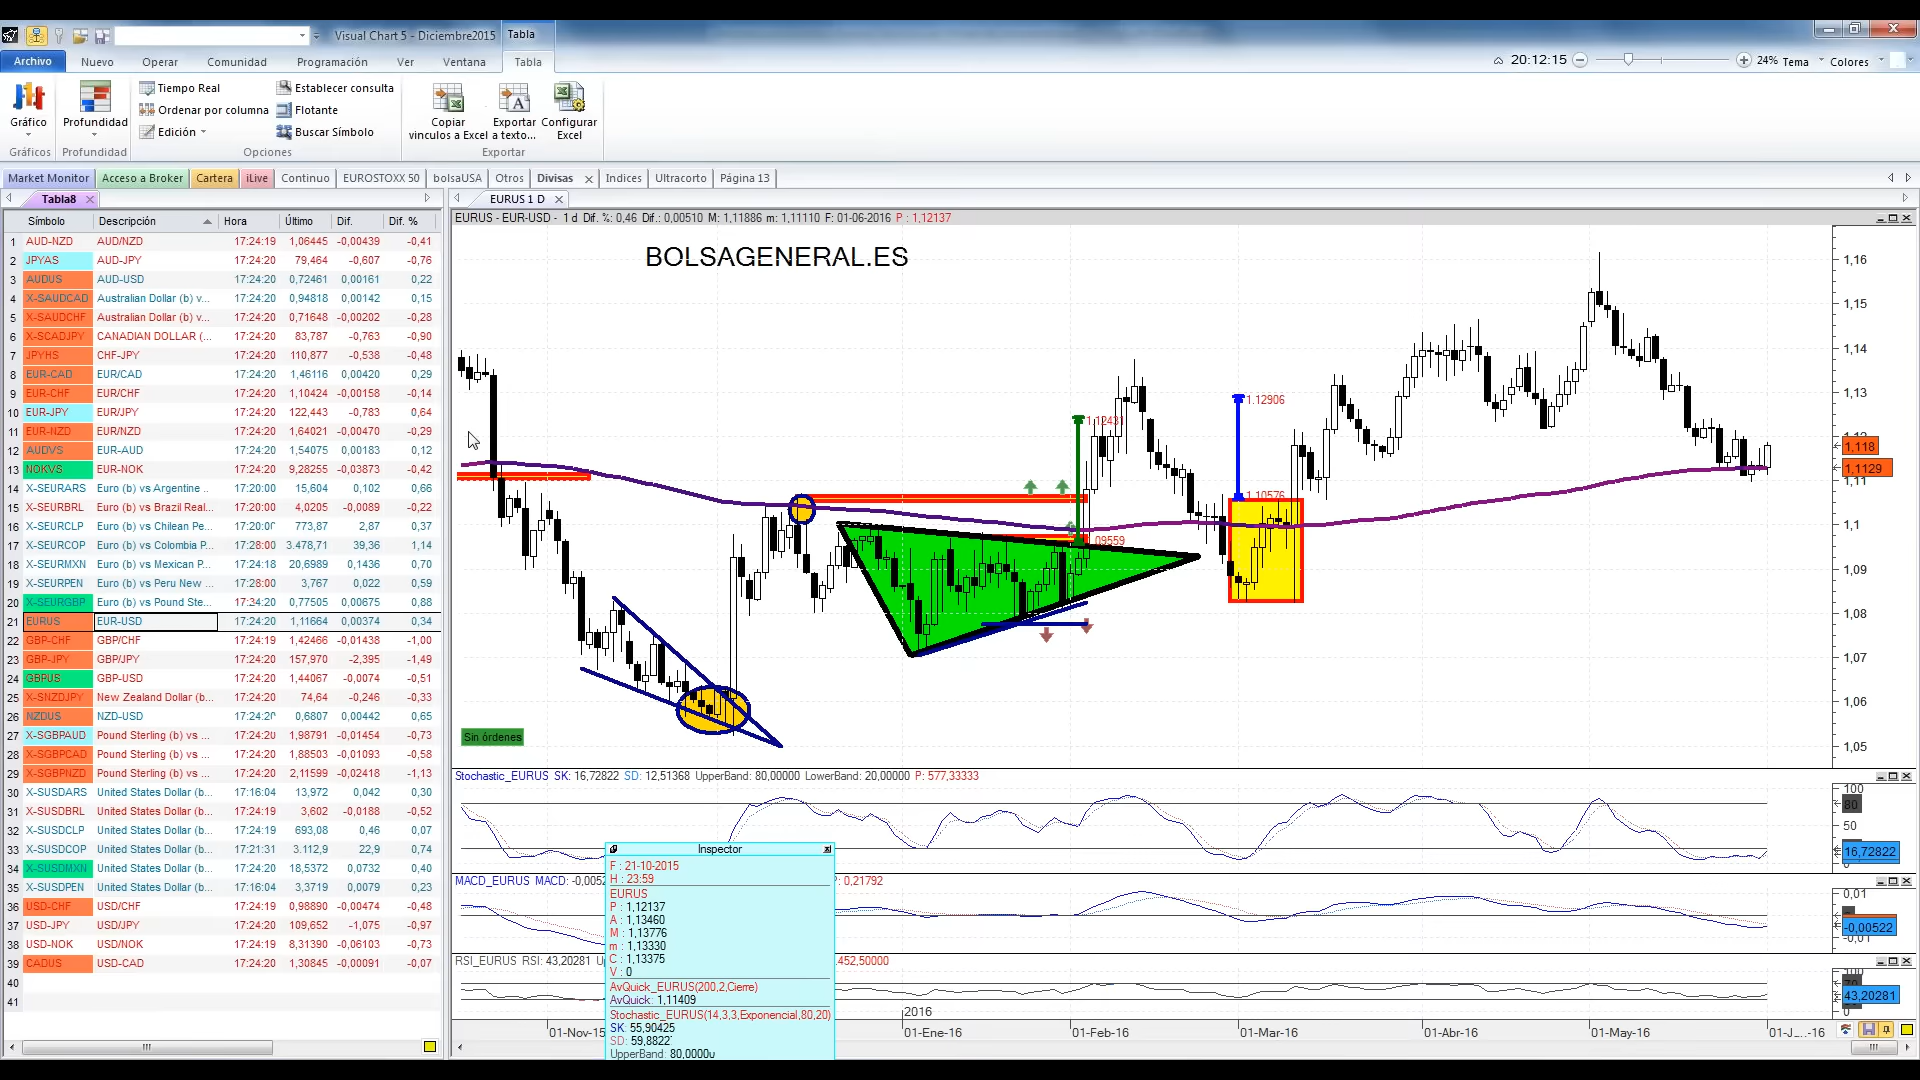 Visual Chart 5 - Diciembre2015
Tabla
Archivo Nuevo Operar Comunidad Programación Ver Ventana Tabla
20:12:15 24% Tema Colores
Gráfico
Profundidad
Tiempo Real
Ordenar por columna
Edición
Establecer consulta
Flotante
Buscar Símbolo
Copiar vinculos a Excel
Exportar a texto...
Configurar Excel
Gráficos Profundidad Opciones Exportar
Market Monitor Acceso a Broker Cartera iLive Continuo EUROSTOXX 50 bolsaUSA Otros Divisas Indices Ultracorto Página 13
Tabla8
EURUS 1 D
Símbolo Descripción Hora Último Dif. Dif. %
1 AUD-NZD AUD/NZD 17:24:19 1,06445 -0,00439 -0,41
2 JPYAS AUD-JPY 17:24:20 79,464 -0,607 -0,76
3 AUDUS AUD-USD 17:24:20 0,72461 0,00161 0,22
4 X-SAUDCAD Australian Dollar (b) v... 17:24:20 0,94818 0,00142 0,15
5 X-SAUDCHF Australian Dollar (b) v... 17:24:20 0,71648 -0,00202 -0,28
6 X-SCADJPY CANADIAN DOLLAR (... 17:24:20 83,787 -0,763 -0,90
7 JPYHS CHF-JPY 17:24:20 110,877 -0,538 -0,48
8 EUR-CAD EUR/CAD 17:24:20 1,46116 0,00420 0,29
9 EUR-CHF EUR/CHF 17:24:20 1,10424 -0,00158 -0,14
10 EUR-JPY EUR/JPY 17:24:20 122,443 -0,783 0,64
11 EUR-NZD EUR/NZD 17:24:20 1,64021 -0,00470 -0,29
12 AUDVS EUR-AUD 17:24:20 1,54075 0,00183 0,12
13 NOKVS EUR-NOK 17:24:20 9,28255 -0,03873 -0,42
14 X-SEURARS Euro (b) vs Argentine .. 17:20:00 15,604 0,102 0,66
15 X-SEURBRL Euro (b) vs Brazil Real... 17:20:00 4,0205 -0,0089 -0,22
16 X-SEURCLP Euro (b) vs Chilean Pe... 17:20:00 773,87 2,87 0,37
17 X-SEURCOP Euro (b) vs Colombia P... 17:28:00 3.478,71 39,36 1,14
18 X-SEURMXN Euro (b) vs Mexican P... 17:24:18 20,6989 0,1436 0,70
19 X-SEURPEN Euro (b) vs Peru New ... 17:28:00 3,767 0,022 0,59
20 X-SEURGBP Euro (b) vs Pound Ste... 17:34:20 0,77505 0,00675 0,88
21 EURUS EUR-USD 17:24:20 1,11664 0,00374 0,34
22 GBP-CHF GBP/CHF 17:24:19 1,42466 -0,01438 -1,00
23 GBP-JPY GBP/JPY 17:24:20 157,970 -2,395 -1,49
24 GBPUS GBP-USD 17:24:20 1,44067 -0,0074 -0,51
25 X-SNZDJPY New Zealand Dollar (b... 17:24:20 74,64 -0,246 -0,33
26 NZDUS NZD-USD 17:24:20 0,6807 0,00442 0,65
27 X-SGBPAUD Pound Sterling (b) vs ... 17:24:20 1,98791 -0,01454 -0,73
28 X-SGBPCAD Pound Sterling (b) vs ... 17:24:20 1,88503 -0,01093 -0,58
29 X-SGBPNZD Pound Sterling (b) vs ... 17:24:20 2,11599 -0,02418 -1,13
30 X-SUSDARS United States Dollar (b... 17:16:04 13,972 0,042 0,30
31 X-SUSDBRL United States Dollar (b... 17:24:19 3,602 -0,0188 -0,52
32 X-SUSDCLP United States Dollar (b... 17:24:19 693,08 0,46 0,07
33 X-SUSDCOP United States Dollar (b... 17:21:31 3.112,9 22,9 0,74
34 X-SUSDMXN United States Dollar (b... 17:24:20 18,5372 0,0732 0,40
35 X-SUSDPEN United States Dollar (b... 17:16:04 3,3719 0,0079 0,23
36 USD-CHF USD/CHF 17:24:19 0,98890 -0,00474 -0,48
37 USD-JPY USD/JPY 17:24:20 109,652 -1,075 -0,97
38 USD-NOK USD/NOK 17:24:19 8,31390 -0,06103 -0,73
39 CADUS USD-CAD 17:24:20 1,30845 -0,00091 -0,07
40
41
EURUS - EUR-USD - 1 d Dif. %: 0,46 Dif.: 0,00510 M: 1,11886 m: 1,11110 F: 01-06-2016 P : 1,12137
BOLSAGENERAL.ES
1.12431
1.12906
1.10576
.09559
Sin órdenes
1,16
1,15
1,14
1,13
1,118
1,1129
1,11
1,1
1,09
1,08
1,07
1,06
1,05
Stochastic_EURUS SK: 16,72822 SD: 12,51368 UpperBand: 80,00000 LowerBand: 20,00000 P: 577,33333
100
80
50
16,72822
0
MACD_EURUS MACD: -0,0052 0,21792
0,01
-0,00522
-0,01
RSI_EURUS RSI: 43,20281 452,50000
43,20281
0
Inspector
F : 21-10-2015
H : 23:59
EURUS
P : 1,12137
A : 1,13460
M : 1,13776
m : 1,13330
C : 1,13375
V : 0
AvQuick_EURUS(200,2,Cierre)
AvQuick: 1,11409
Stochastic_EURUS(14,3,3,Exponencial,80,20)
SK: 55,90425
SD: 59,8822
UpperBand: 80,0000
2016
01-Nov-15 01-Ene-16 01-Feb-16 01-Mar-16 01-Abr-16 01-May-16 01-J...-16